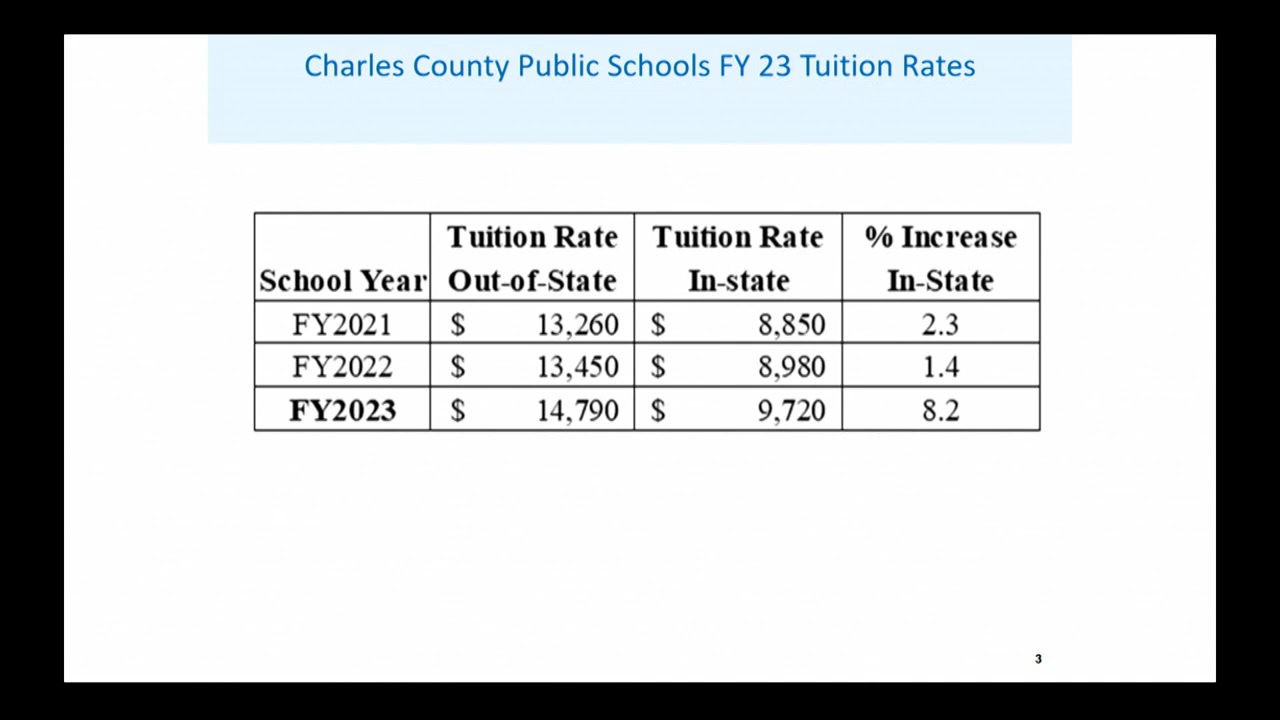 Charles County Public Schools FY 23 Tuition Rates
School Year Tuition Rate Out-of-State Tuition Rate In-state % Increase In-State
FY2021 $ 13,260 $ 8,850 2.3
FY2022 $ 13,450 $ 8,980 1.4
FY2023 $ 14,790 $ 9,720 8.2
3